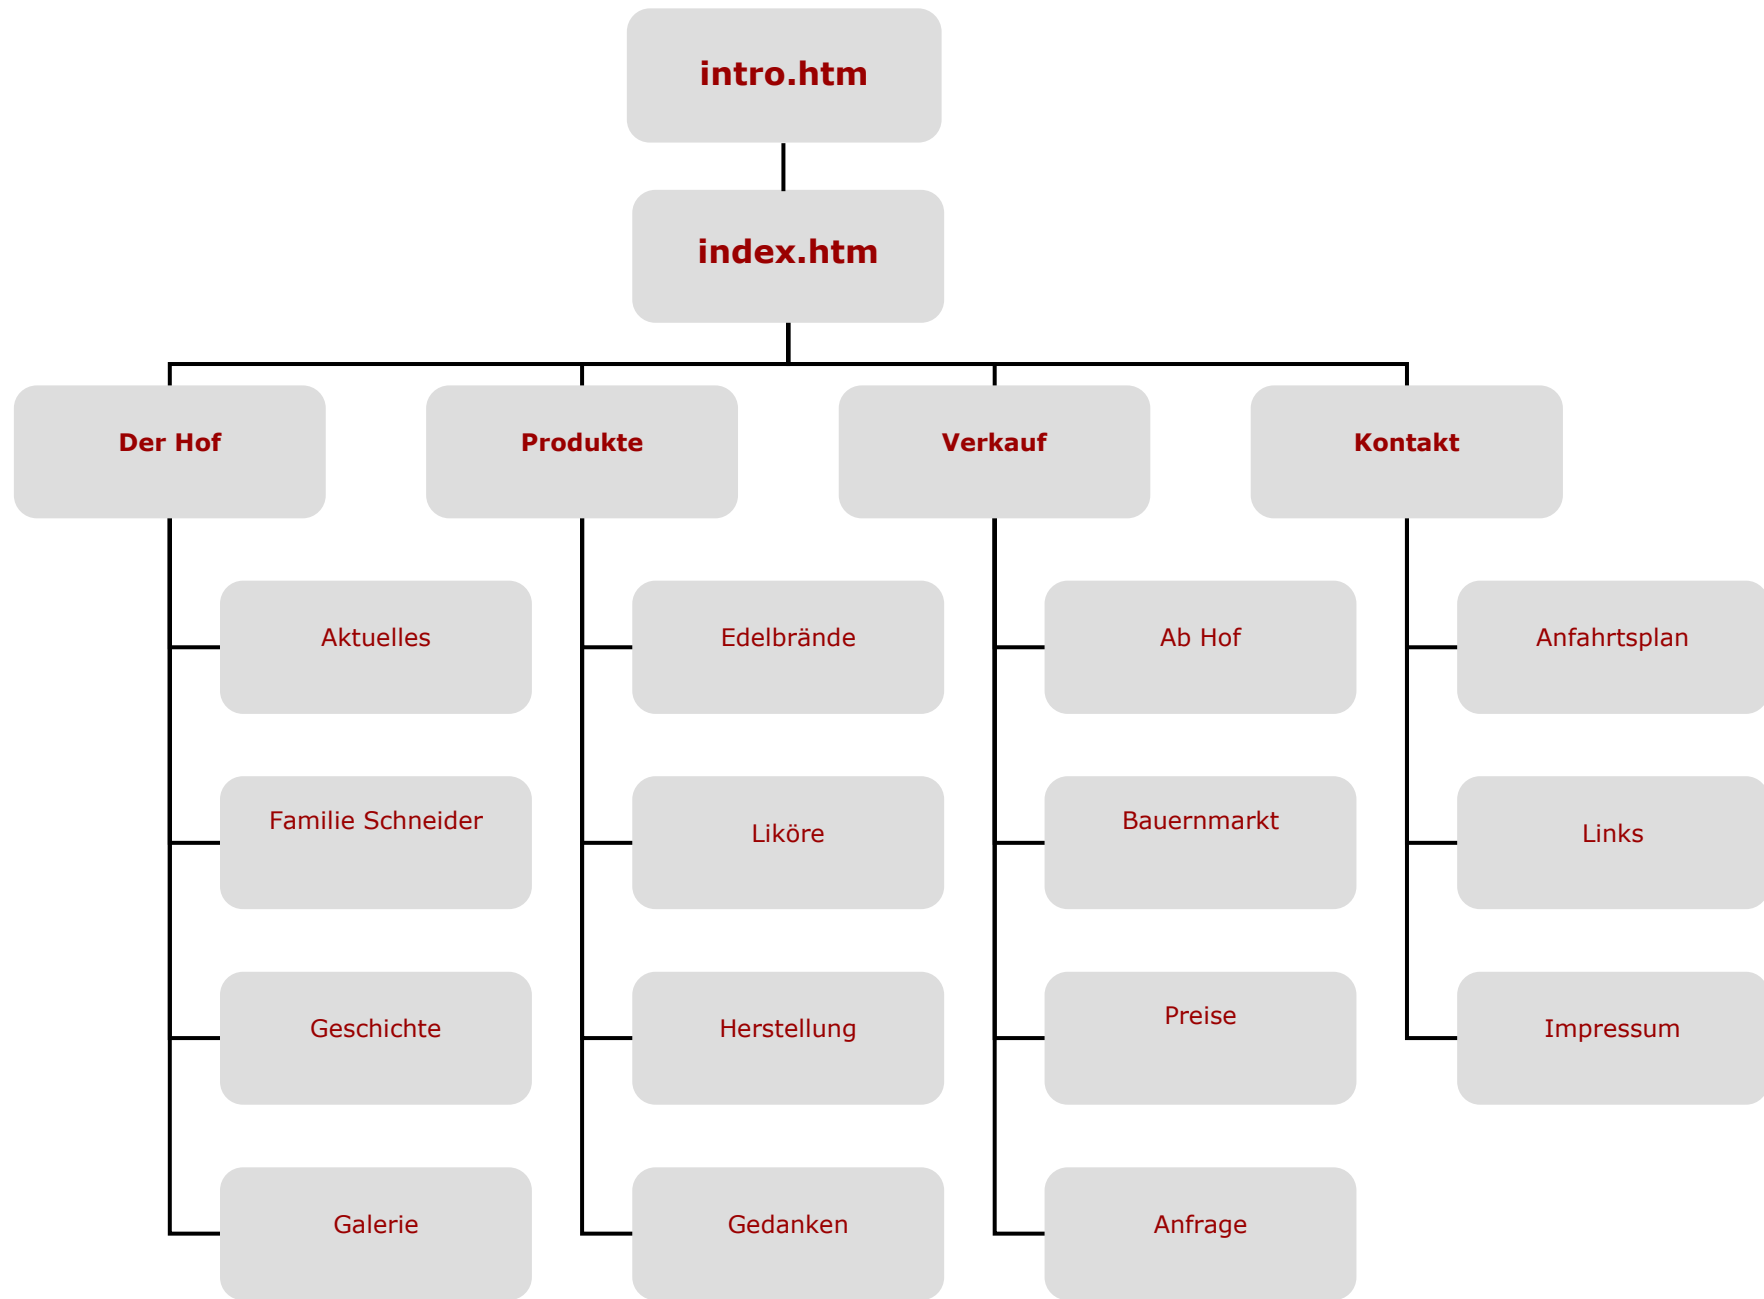 intro.htm
index.htm
Der Hof
Produkte
Verkauf
Kontakt
Aktuelles
Edelbrände
Ab Hof
Anfahrtsplan
Familie Schneider
Liköre
Bauernmarkt
Links
Geschichte
Herstellung
Preise
Impressum
Galerie
Gedanken
Anfrage